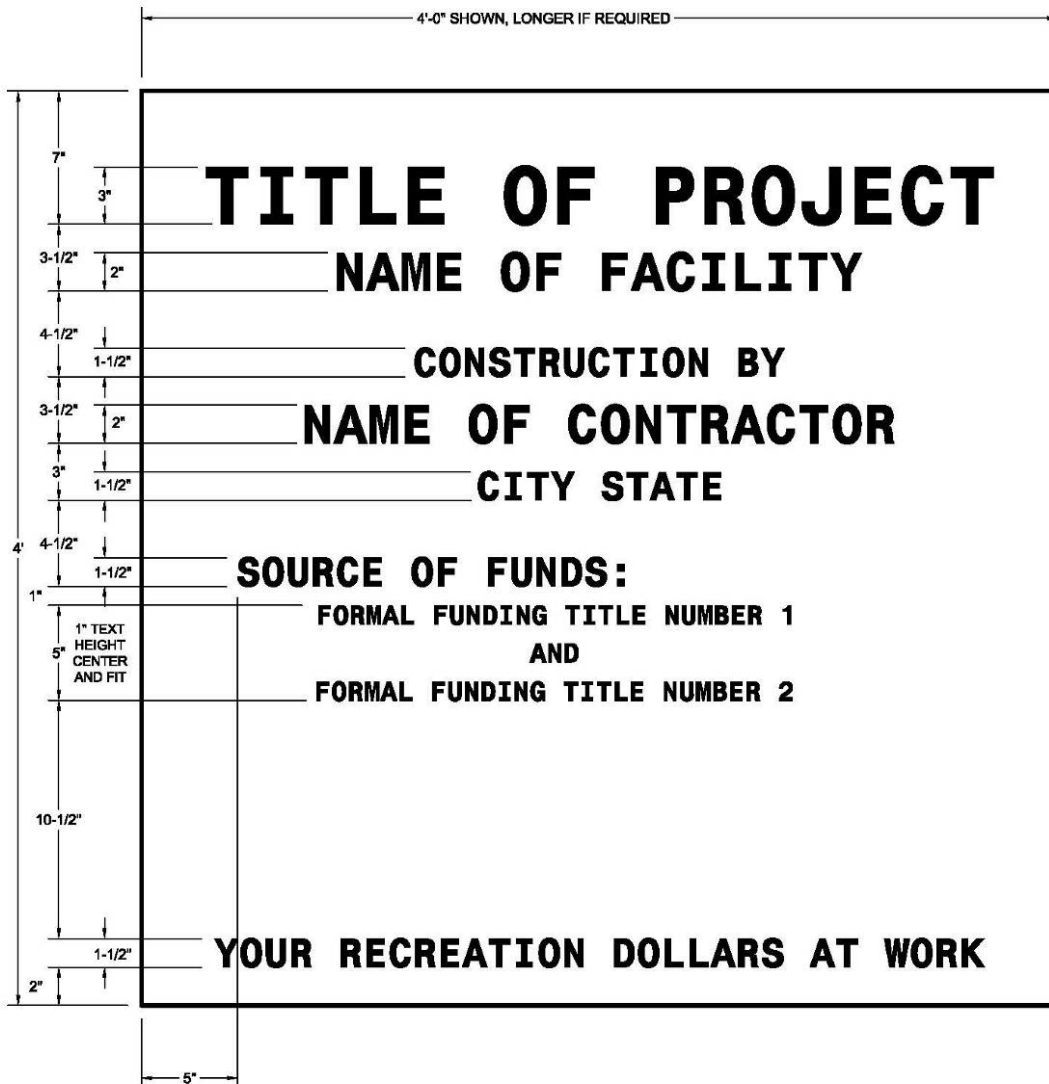 4'-0" SHOWN, LONGER IF REQUIRED
7"
3"
TITLE OF PROJECT
3-1/2"
2"
NAME OF FACILITY
4-1/2"
1-1/2"
CONSTRUCTION BY
3-1/2"
2"
NAME OF CONTRACTOR
3"
1-1/2"
CITY STATE
4'
4-1/2"
1-1/2"
SOURCE OF FUNDS:
1"
FORMAL FUNDING TITLE NUMBER 1
5"
1" TEXT
HEIGHT
CENTER
AND FIT
AND
FORMAL FUNDING TITLE NUMBER 2
10-1/2"
1-1/2"
YOUR RECREATION DOLLARS AT WORK
2"
5"